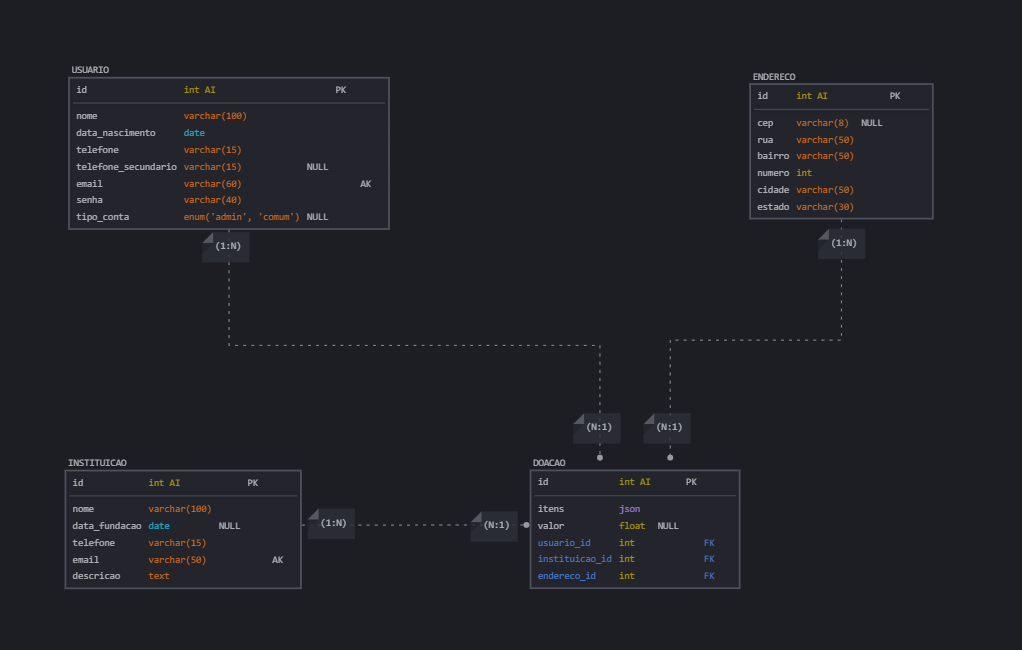 USUARIO
id int AI PK
nome varchar(100)
data_nascimento date
telefone varchar(15)
telefone_secundario varchar(15) NULL
email varchar(60) AK
senha varchar(40)
tipo_conta enum('admin', 'comum') NULL
(1:N)
ENDERECO
id int AI PK
cep varchar(8) NULL
rua varchar(50)
bairro varchar(50)
numero int
cidade varchar(50)
estado varchar(30)
(1:N)
(N:1)
(N:1)
INSTITUICAO
id int AI PK
nome varchar(100)
data_fundacao date NULL
telefone varchar(15)
email varchar(50) AK
descricao text
(1:N)
(N:1)
DOACAO
id int AI PK
itens json
valor float NULL
usuario_id int FK
instituicao_id int FK
endereco_id int FK